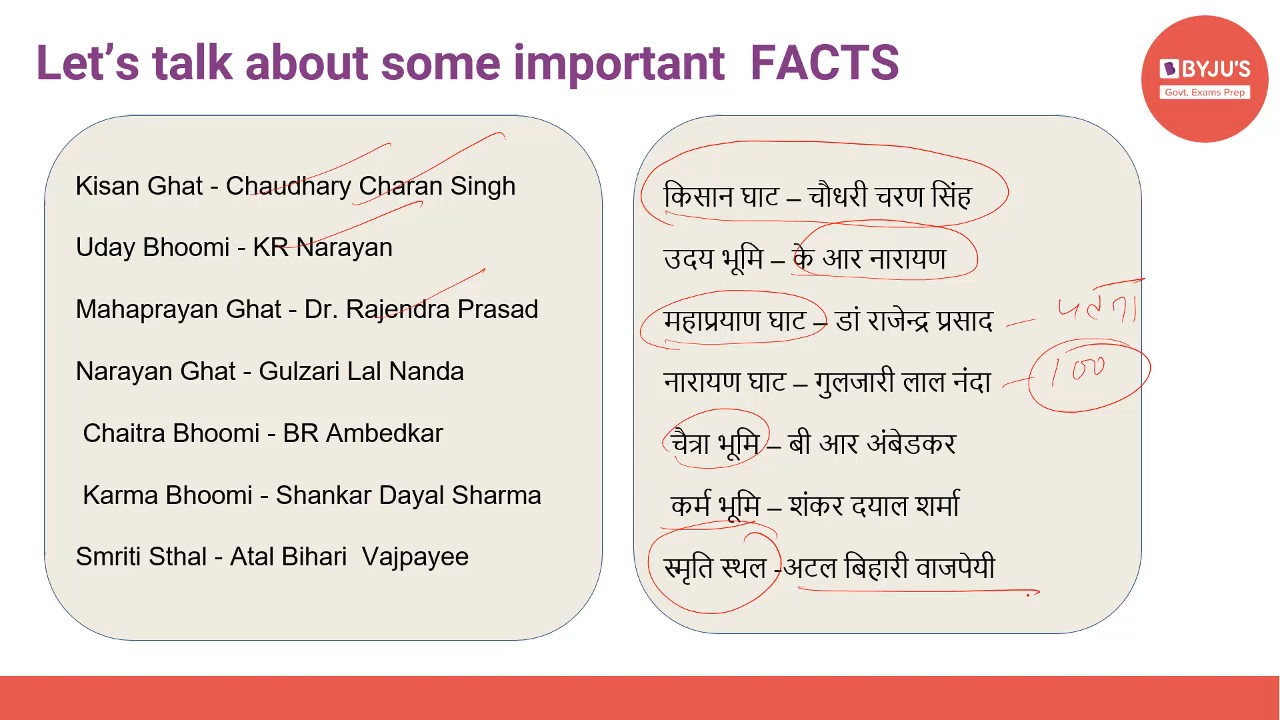 Let's talk about some important FACTS
BYJU'S
Govt. Exams Prep
Kisan Ghat - Chaudhary Charan Singh
Uday Bhoomi - KR Narayan
Mahaprayan Ghat - Dr. Rajendra Prasad
Narayan Ghat - Gulzari Lal Nanda
Chaitra Bhoomi - BR Ambedkar
Karma Bhoomi - Shankar Dayal Sharma
Smriti Sthal - Atal Bihari Vajpayee
किसान घाट – चौधरी चरण सिंह
उदय भूमि – के आर नारायण
महाप्रयाण घाट – डां राजेन्द्र प्रसाद
नारायण घाट – गुलजारी लाल नंदा
100
चैत्रा भूमि – बी आर अंबेडकर
कर्म भूमि – शंकर दयाल शर्मा
स्मृति स्थल -अटल बिहारी वाजपेयी